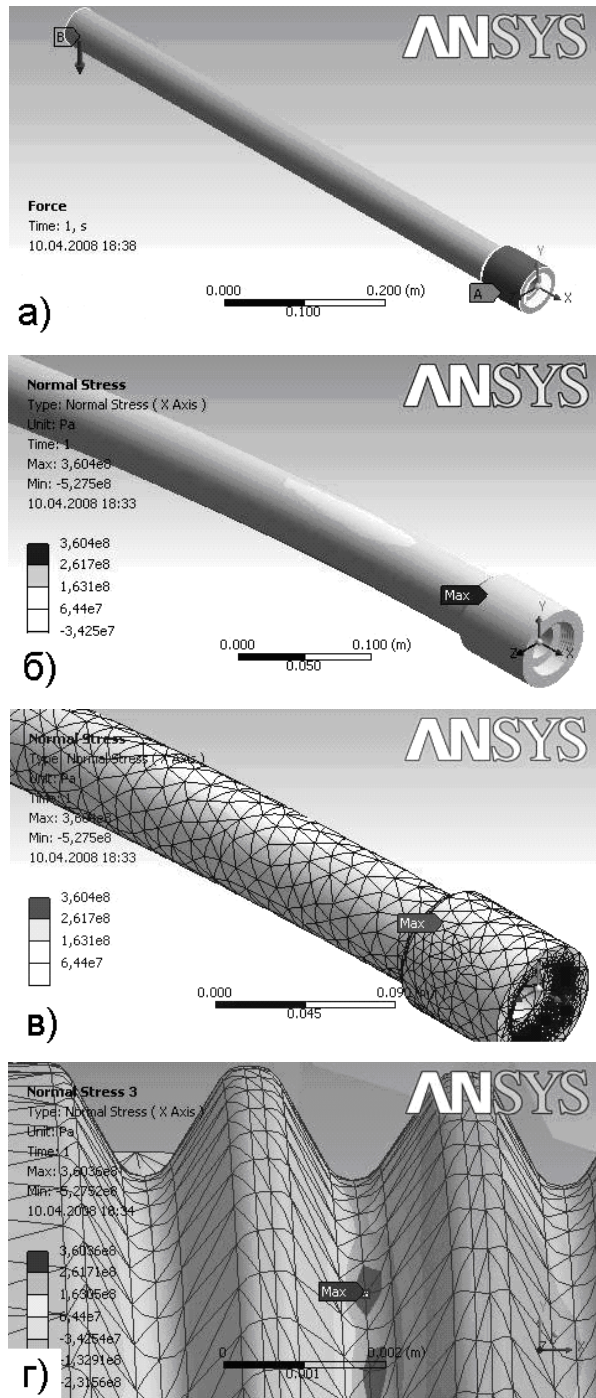 ANSYS
B
Force
Time: 1, s
10.04.2008 18:38
0.000
0.200 (m)
0.100
A
Y
X
а)
ANSYS
Normal Stress
Type: Normal Stress ( X Axis )
Unit: Pa
Time: 1
Max: 3,604e8
Min: -5,275e8
10.04.2008 18:33
3,604e8
2,617e8
1,631e8
6,44e7
-3,425e7
Max
Y
Z
X
0.000
0.100 (m)
0.050
б)
ANSYS
Normal Stress
Type: Normal Stress ( X Axis )
Unit: Pa
Time: 1
Max: 3,604e8
Min: -5,275e8
10.04.2008 18:33
3,604e8
2,617e8
1,631e8
6,44e7
Max
0.000
0.045
в)
ANSYS
Normal Stress 3
Type: Normal Stress ( X Axis )
Unit: Pa
Time: 1
Max: 3,6036e8
Min: -5,2752e8
10.04.2008 18:34
3,6036e8
2,6171e8
1,6305e8
6,44e7
-3,4254e7
-1,3291e8
-2,3156e8
Max
0
0.002 (m)
0.001
г)